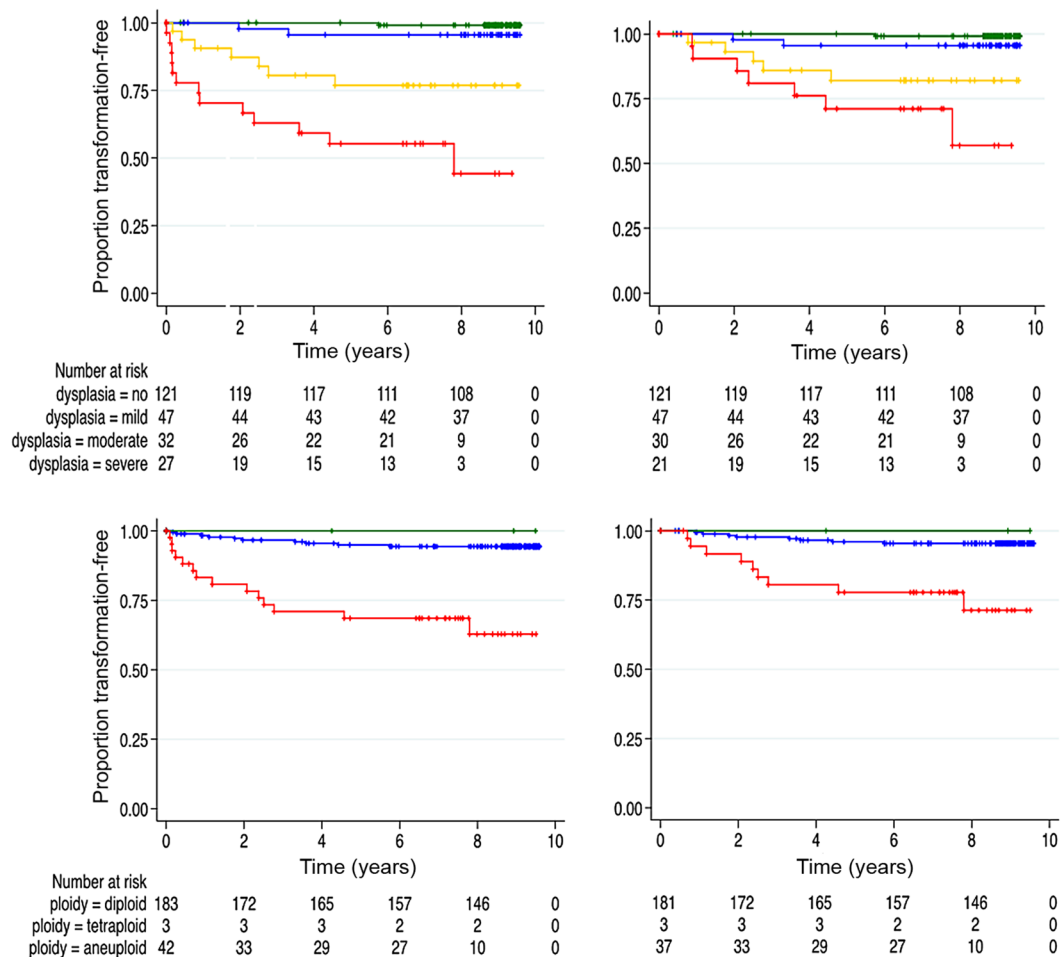 1.00
0.75
0.50
0.25
0.00
Proportion transformation-free
0 2 4 6 8 10
Time (years)
Number at risk
dysplasia = no 121 119 117 111 108 0
dysplasia = mild 47 44 43 42 37 0
dysplasia = moderate 32 26 22 21 9 0
dysplasia = severe 27 19 15 13 3 0
1.00
0.75
0.50
0.25
0.00
0 2 4 6 8 10
Time (years)
121 119 117 111 108 0
47 44 43 42 37 0
30 26 22 21 9 0
21 19 15 13 3 0
1.00
0.75
0.50
0.25
0.00
Proportion transformation-free
0 2 4 6 8 10
Time (years)
Number at risk
ploidy = diploid 183 172 165 157 146 0
ploidy = tetraploid 3 3 3 2 2 0
ploidy = aneuploid 42 33 29 27 10 0
1.00
0.75
0.50
0.25
0.00
0 2 4 6 8 10
Time (years)
181 172 165 157 146 0
3 3 3 2 2 0
37 33 29 27 10 0